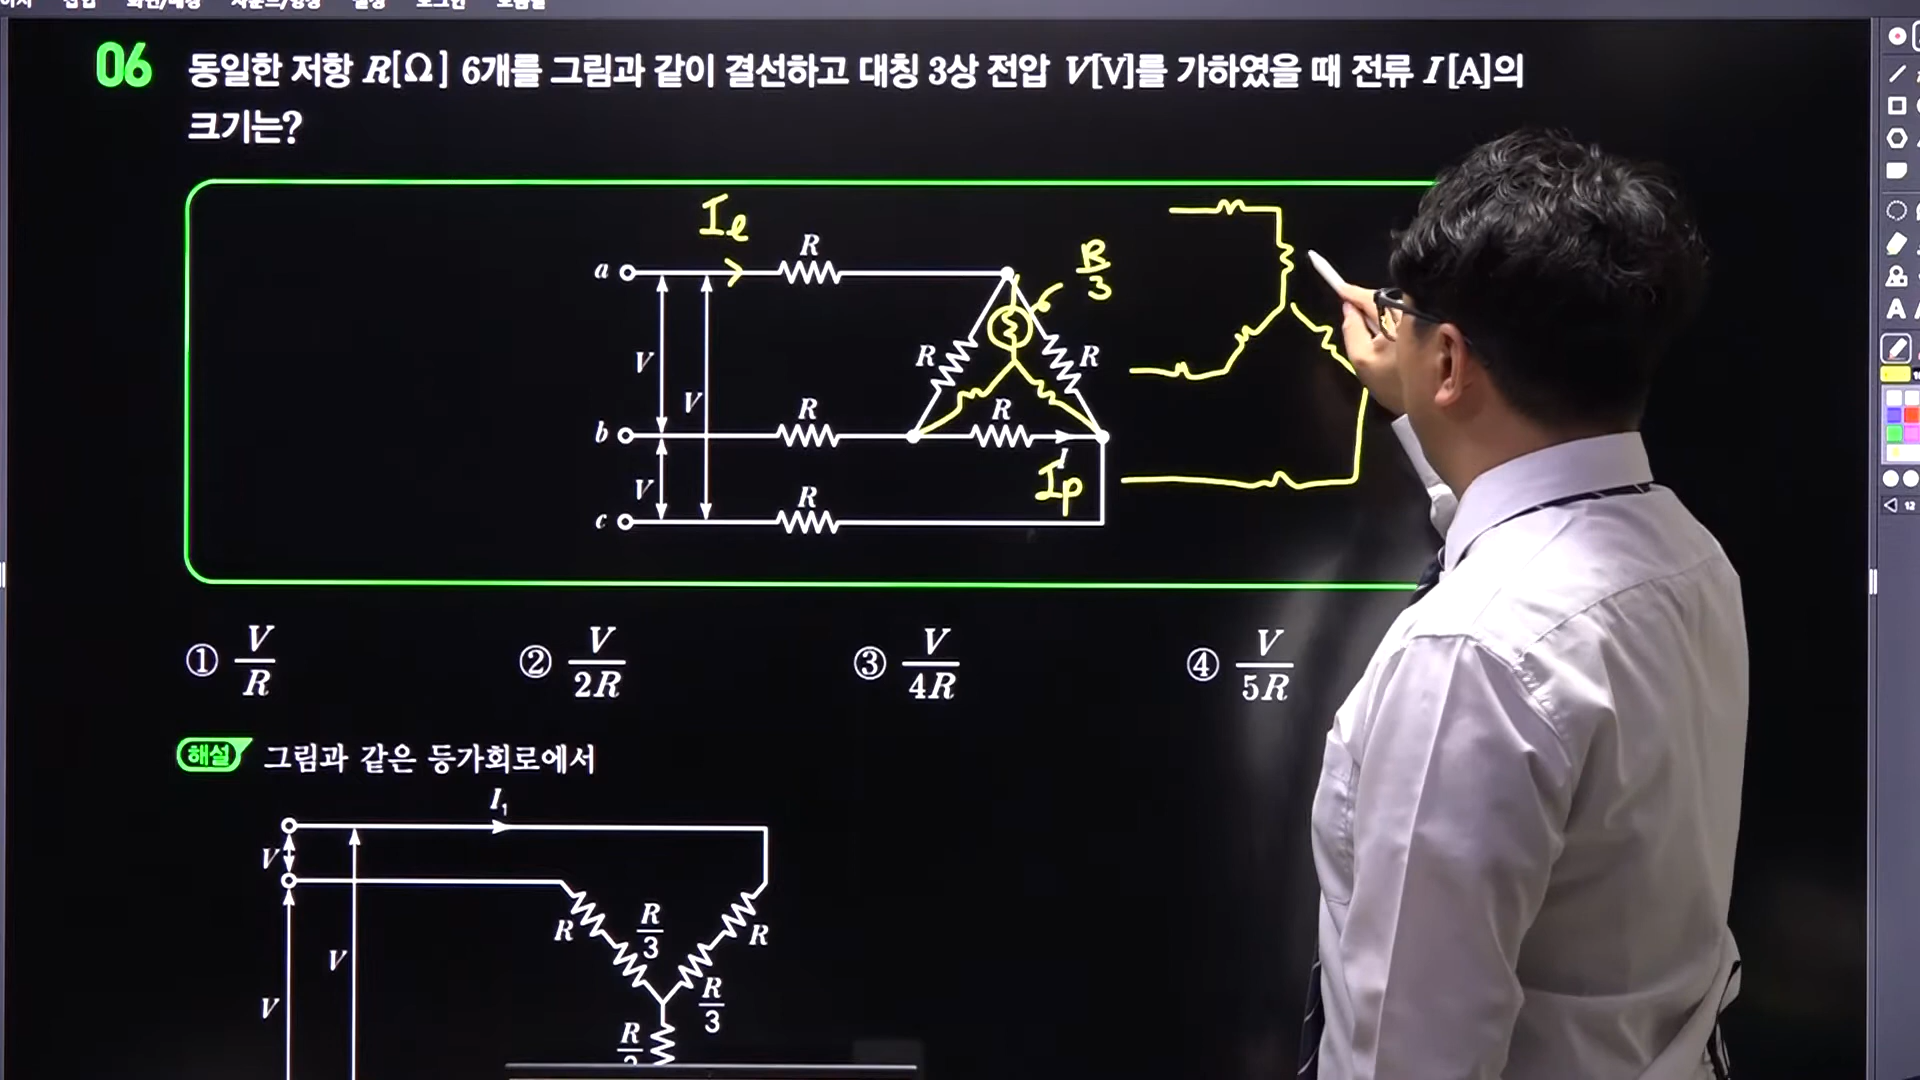 06 동일한 저항 R[Ω] 6개를 그림과 같이 결선하고 대칭 3상 전압 V[V]를 가하였을 때 전류 I[A]의
크기는?
Iℓ
R
R/3
a
R
R
V
V
R
R
b
Ip
V
R
c
① V/R ② V/2R ③ V/4R ④ V/5R
해설 그림과 같은 등가회로에서
I₁
V
R
R/3
R
V
R/3
V
R
12